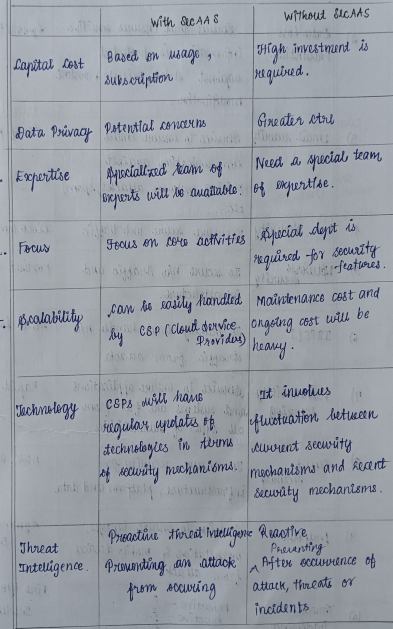 With SECAAS
Without SECAAS
Capital Cost
Based on usage,
subscription
High investment is
required.
Data Privacy
Potential concerns
Greater ctrl
Expertise
Specialized team of
experts will be available.
Need a special team
of expertise.
Focus
Focus on core activities
Special dept is
required for security
features.
Scalability
can be easily handled
by CSP (Cloud Service
Providers)
Maintenance cost and
ongoing cost will be
heavy.
Technology
CSPs will have
regular updates of
technologies in terms
of security mechanisms.
It involves
fluctuation between
current security
mechanisms and recent
security mechanisms.
Threat
Intelligence.
Proactive threat Intelligence
Preventing an attack
from occuring
Reactive
Preventing
^ After occurrence of
attack, threats or
incidents